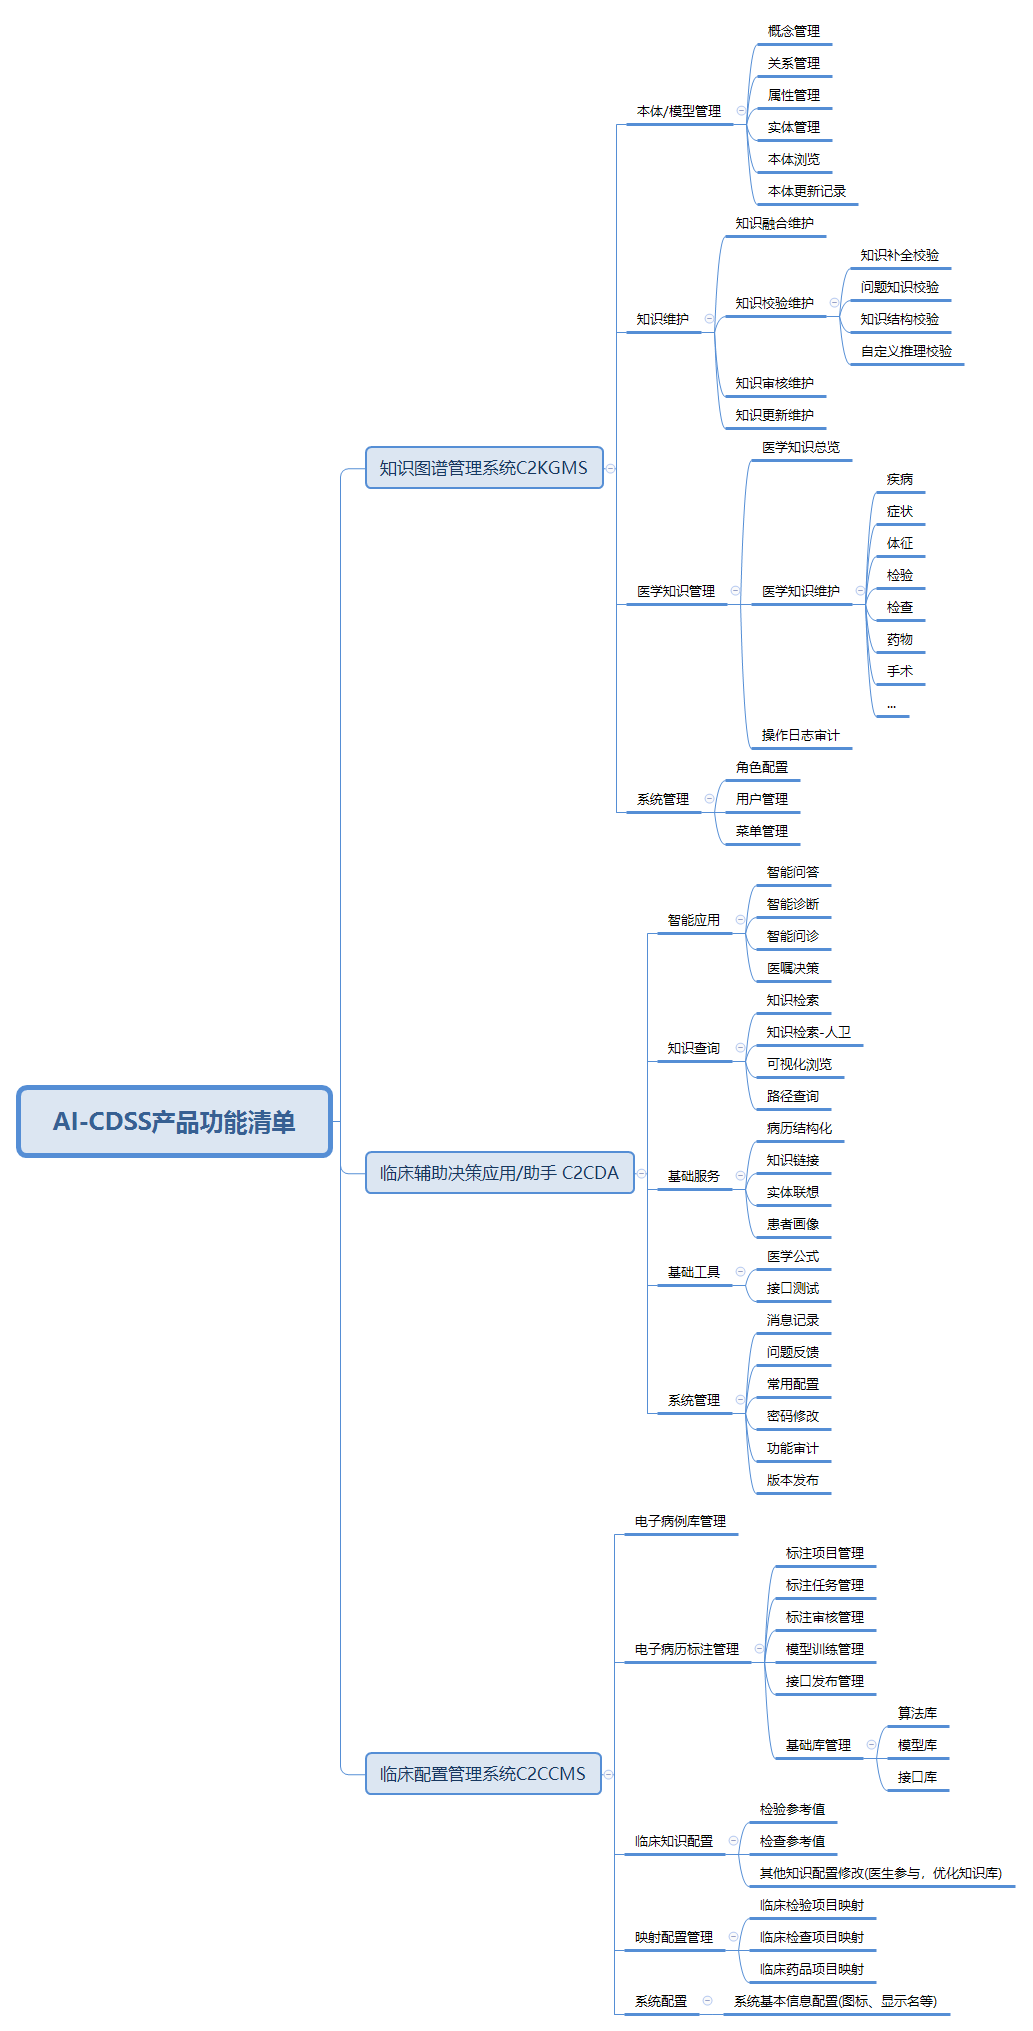 AI-CDSS产品功能清单
知识图谱管理系统C2KGMS
本体/模型管理
概念管理
关系管理
属性管理
实体管理
本体浏览
本体更新记录
知识维护
知识融合维护
知识校验维护
知识补全校验
问题知识校验
知识结构校验
自定义推理校验
知识审核维护
知识更新维护
医学知识管理
医学知识总览
医学知识维护
疾病
症状
体征
检验
检查
药物
手术
...
操作日志审计
系统管理
角色配置
用户管理
菜单管理
临床辅助决策应用/助手 C2CDA
智能应用
智能问答
智能诊断
智能问诊
医嘱决策
知识查询
知识检索
知识检索-人卫
可视化浏览
路径查询
基础服务
病历结构化
知识链接
实体联想
患者画像
基础工具
医学公式
接口测试
系统管理
消息记录
问题反馈
常用配置
密码修改
功能审计
版本发布
临床配置管理系统C2CCMS
电子病例库管理
电子病历标注管理
标注项目管理
标注任务管理
标注审核管理
模型训练管理
接口发布管理
基础库管理
算法库
模型库
接口库
临床知识配置
检验参考值
检查参考值
其他知识配置修改(医生参与，优化知识库)
映射配置管理
临床检验项目映射
临床检查项目映射
临床药品项目映射
系统配置
系统基本信息配置(图标、显示名等)